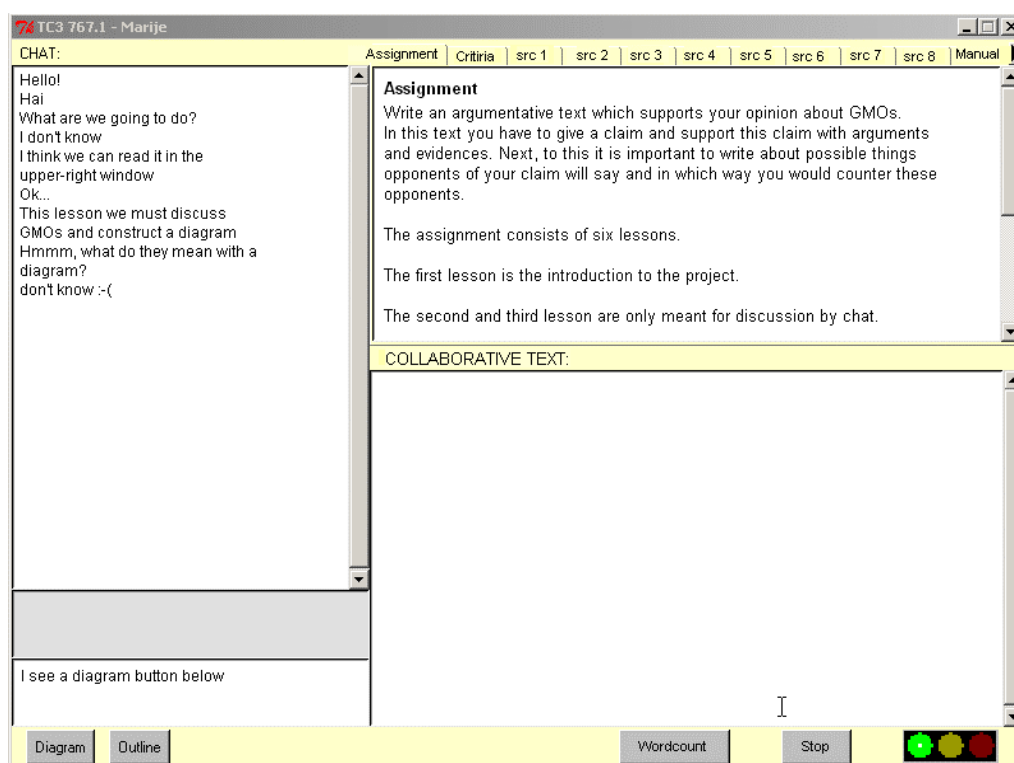 TC3 767.1 - Marije
CHAT:
Assignment Critiria src 1 src 2 src 3 src 4 src 5 src 6 src 7 src 8 Manual
Hello!
Hai
What are we going to do?
I don't know
I think we can read it in the
upper-right window
Ok...
This lesson we must discuss
GMOs and construct a diagram
Hmmm, what do they mean with a
diagram?
don't know :-(
I see a diagram button below
Assignment
Write an argumentative text which supports your opinion about GMOs.
In this text you have to give a claim and support this claim with arguments
and evidences. Next, to this it is important to write about possible things
opponents of your claim will say and in which way you would counter these
opponents.
The assignment consists of six lessons.
The first lesson is the introduction to the project.
The second and third lesson are only meant for discussion by chat.
COLLABORATIVE TEXT:
Diagram Outline Wordcount Stop